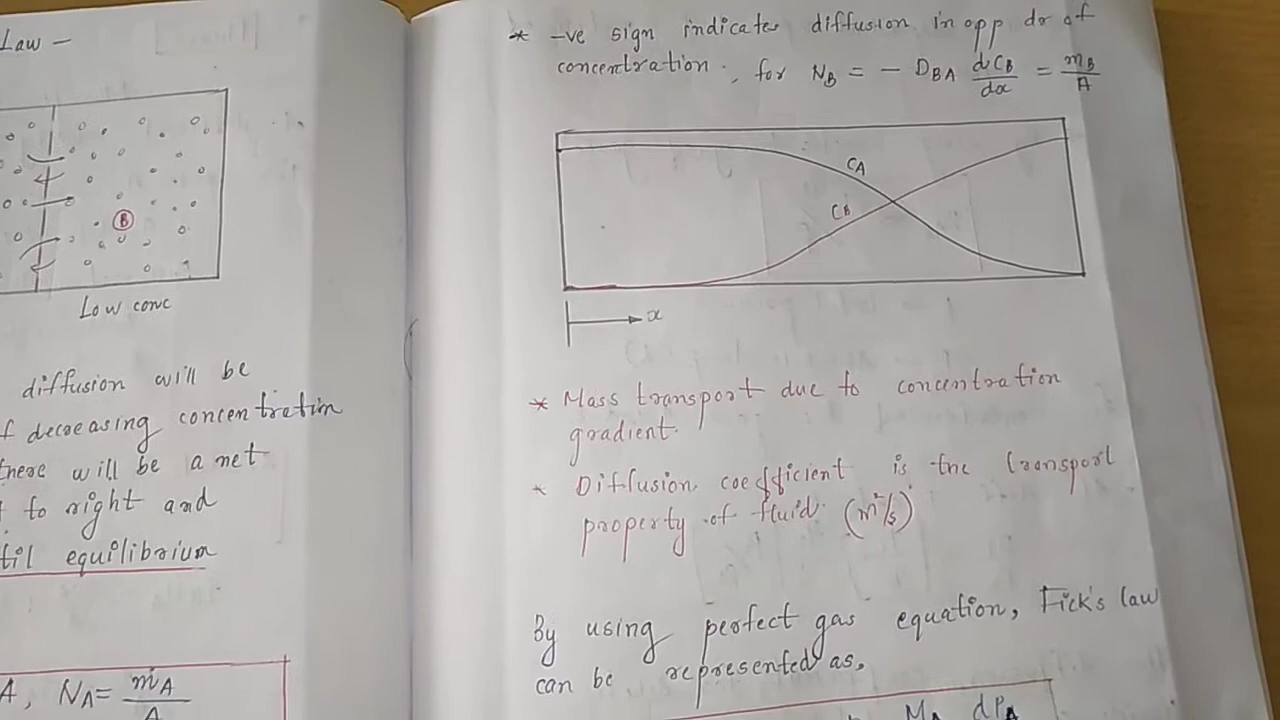 Law –
B
Low conc
diffusion will be
f decreasing concentration
there will be a net
to right and
til equilibrium
A, NA = ṁA
A
* -ve sign indicates diffusion in opp dr of
concentration., for NB = - DBA dCB/dx = mB/A
CA
CB
x
* Mass transport due to concentration
gradient.
* Diffusion coefficient is the transport
property of fluid. (m²/s)
By using perfect gas equation, Fick's law
can be represented as,
MA dPA